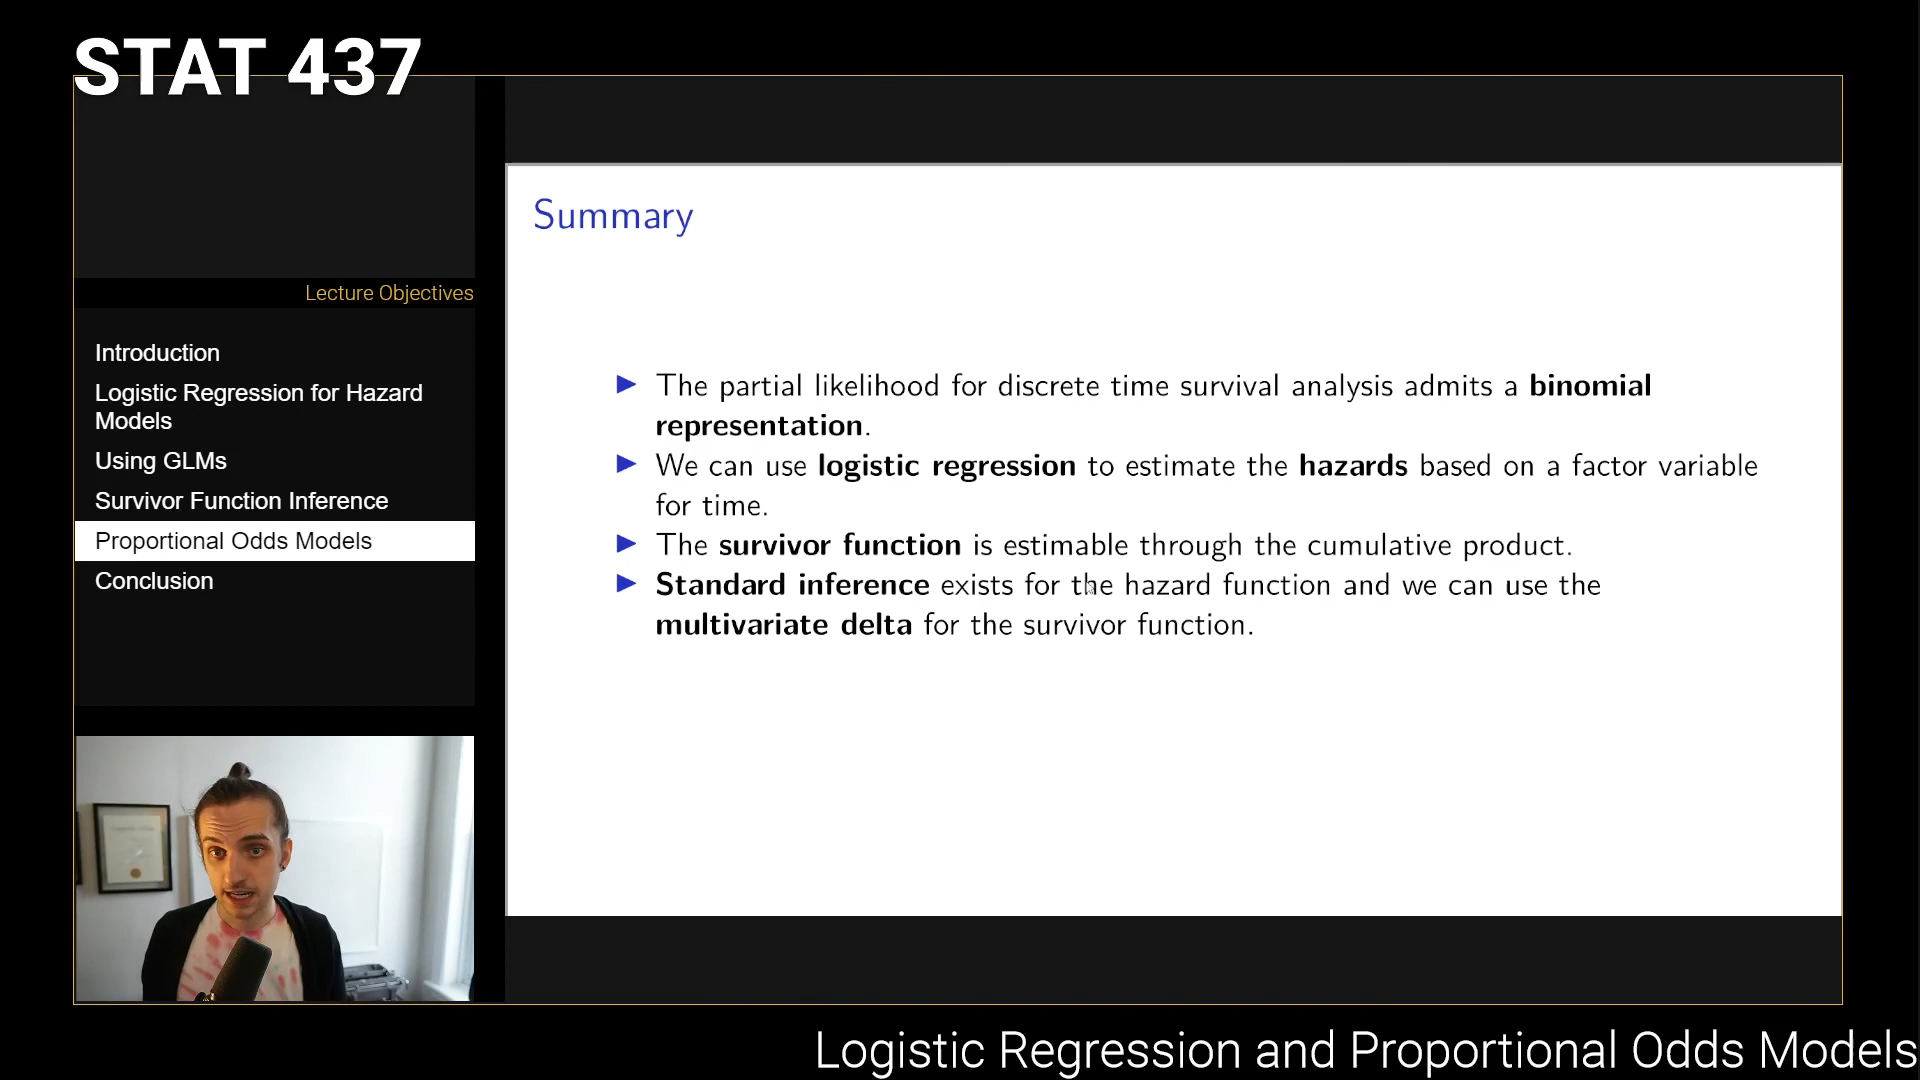 STAT 437
Lecture Objectives
Introduction
Logistic Regression for Hazard
Models
Using GLMs
Survivor Function Inference
Proportional Odds Models
Conclusion
Summary
▶ The partial likelihood for discrete time survival analysis admits a binomial
representation.
▶ We can use logistic regression to estimate the hazards based on a factor variable
for time.
▶ The survivor function is estimable through the cumulative product.
▶ Standard inference exists for the hazard function and we can use the
multivariate delta for the survivor function.
Logistic Regression and Proportional Odds Models